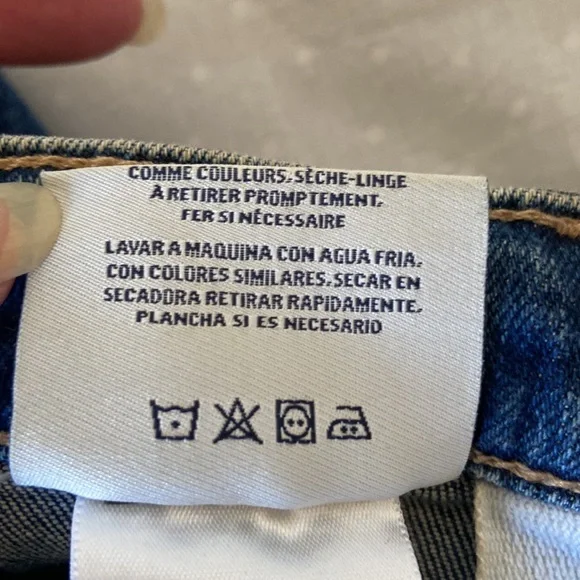 COMME COULEURS. SÈCHE-LINGE
À RETIRER PROMPTEMENT.
FER SI NÉCESSAIRE
LAVAR A MAQUINA CON AGUA FRIA,
CON COLORES SIMILARES. SECAR EN
SECADORA RETIRAR RAPIDAMENTE.
PLANCHA SI ES NECESARIO